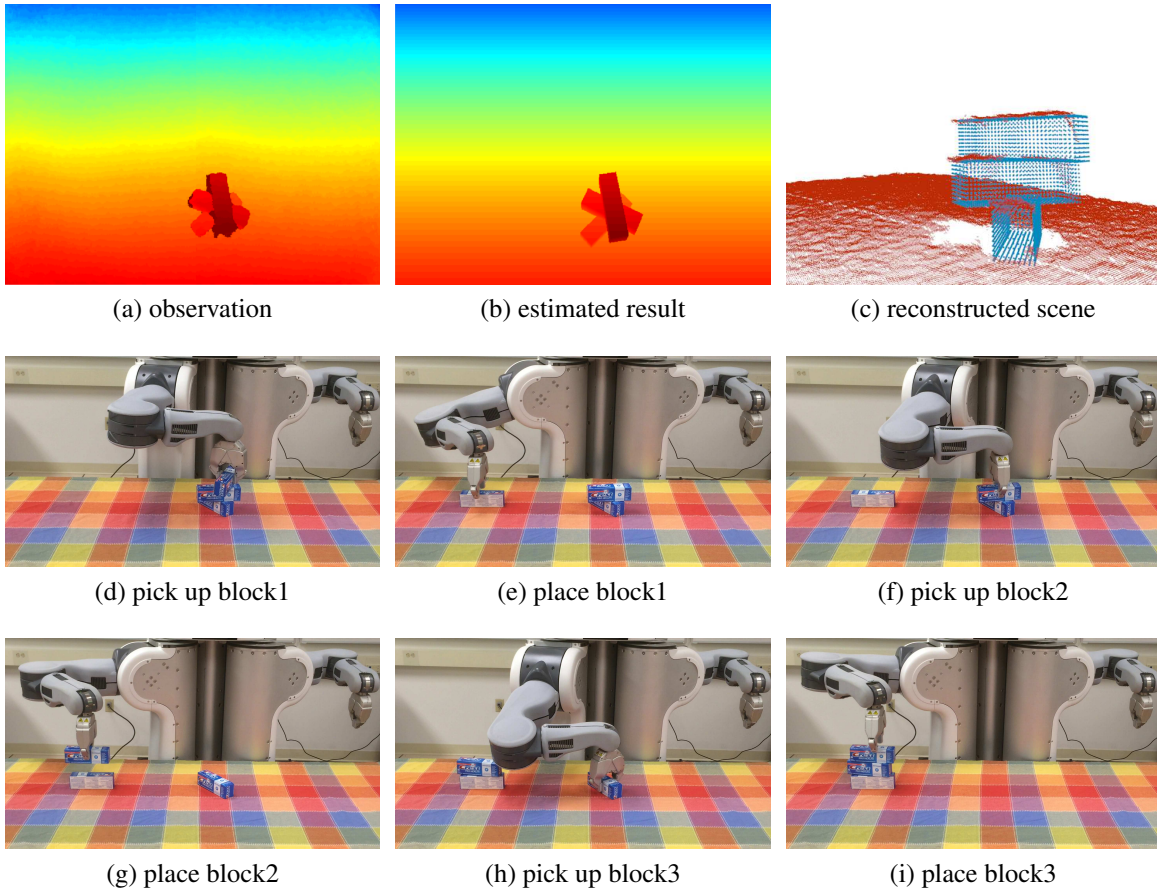 (a) observation
(b) estimated result
(c) reconstructed scene
(d) pick up block1
(e) place block1
(f) pick up block2
(g) place block2
(h) pick up block3
(i) place block3